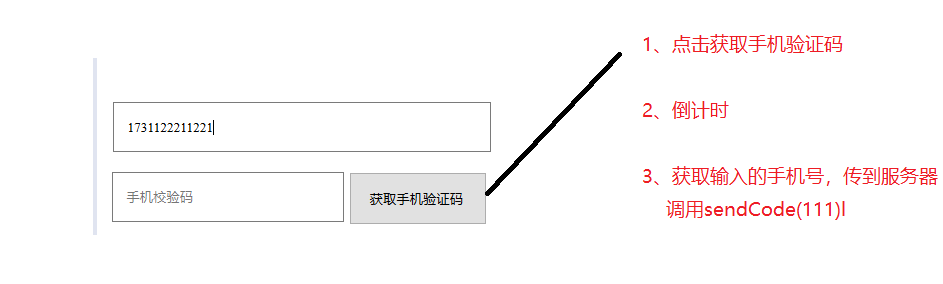 1、点击获取手机验证码
1731122211221
2、倒计时
手机校验码
获取手机验证码
3、获取输入的手机号，传到服务器
调用sendCode(111)l